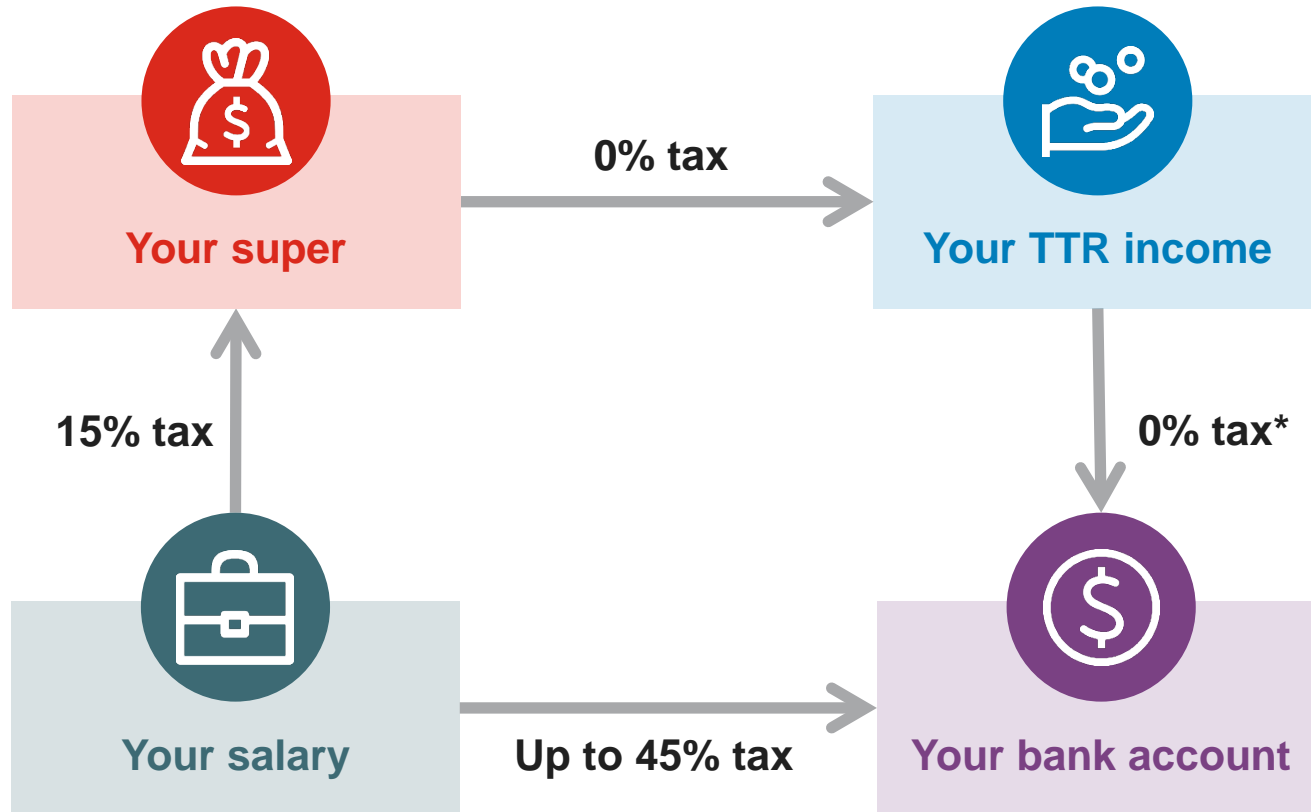 $
0% tax
Your super
Your TTR income
15% tax
0% tax*
$
Your salary
Up to 45% tax
Your bank account